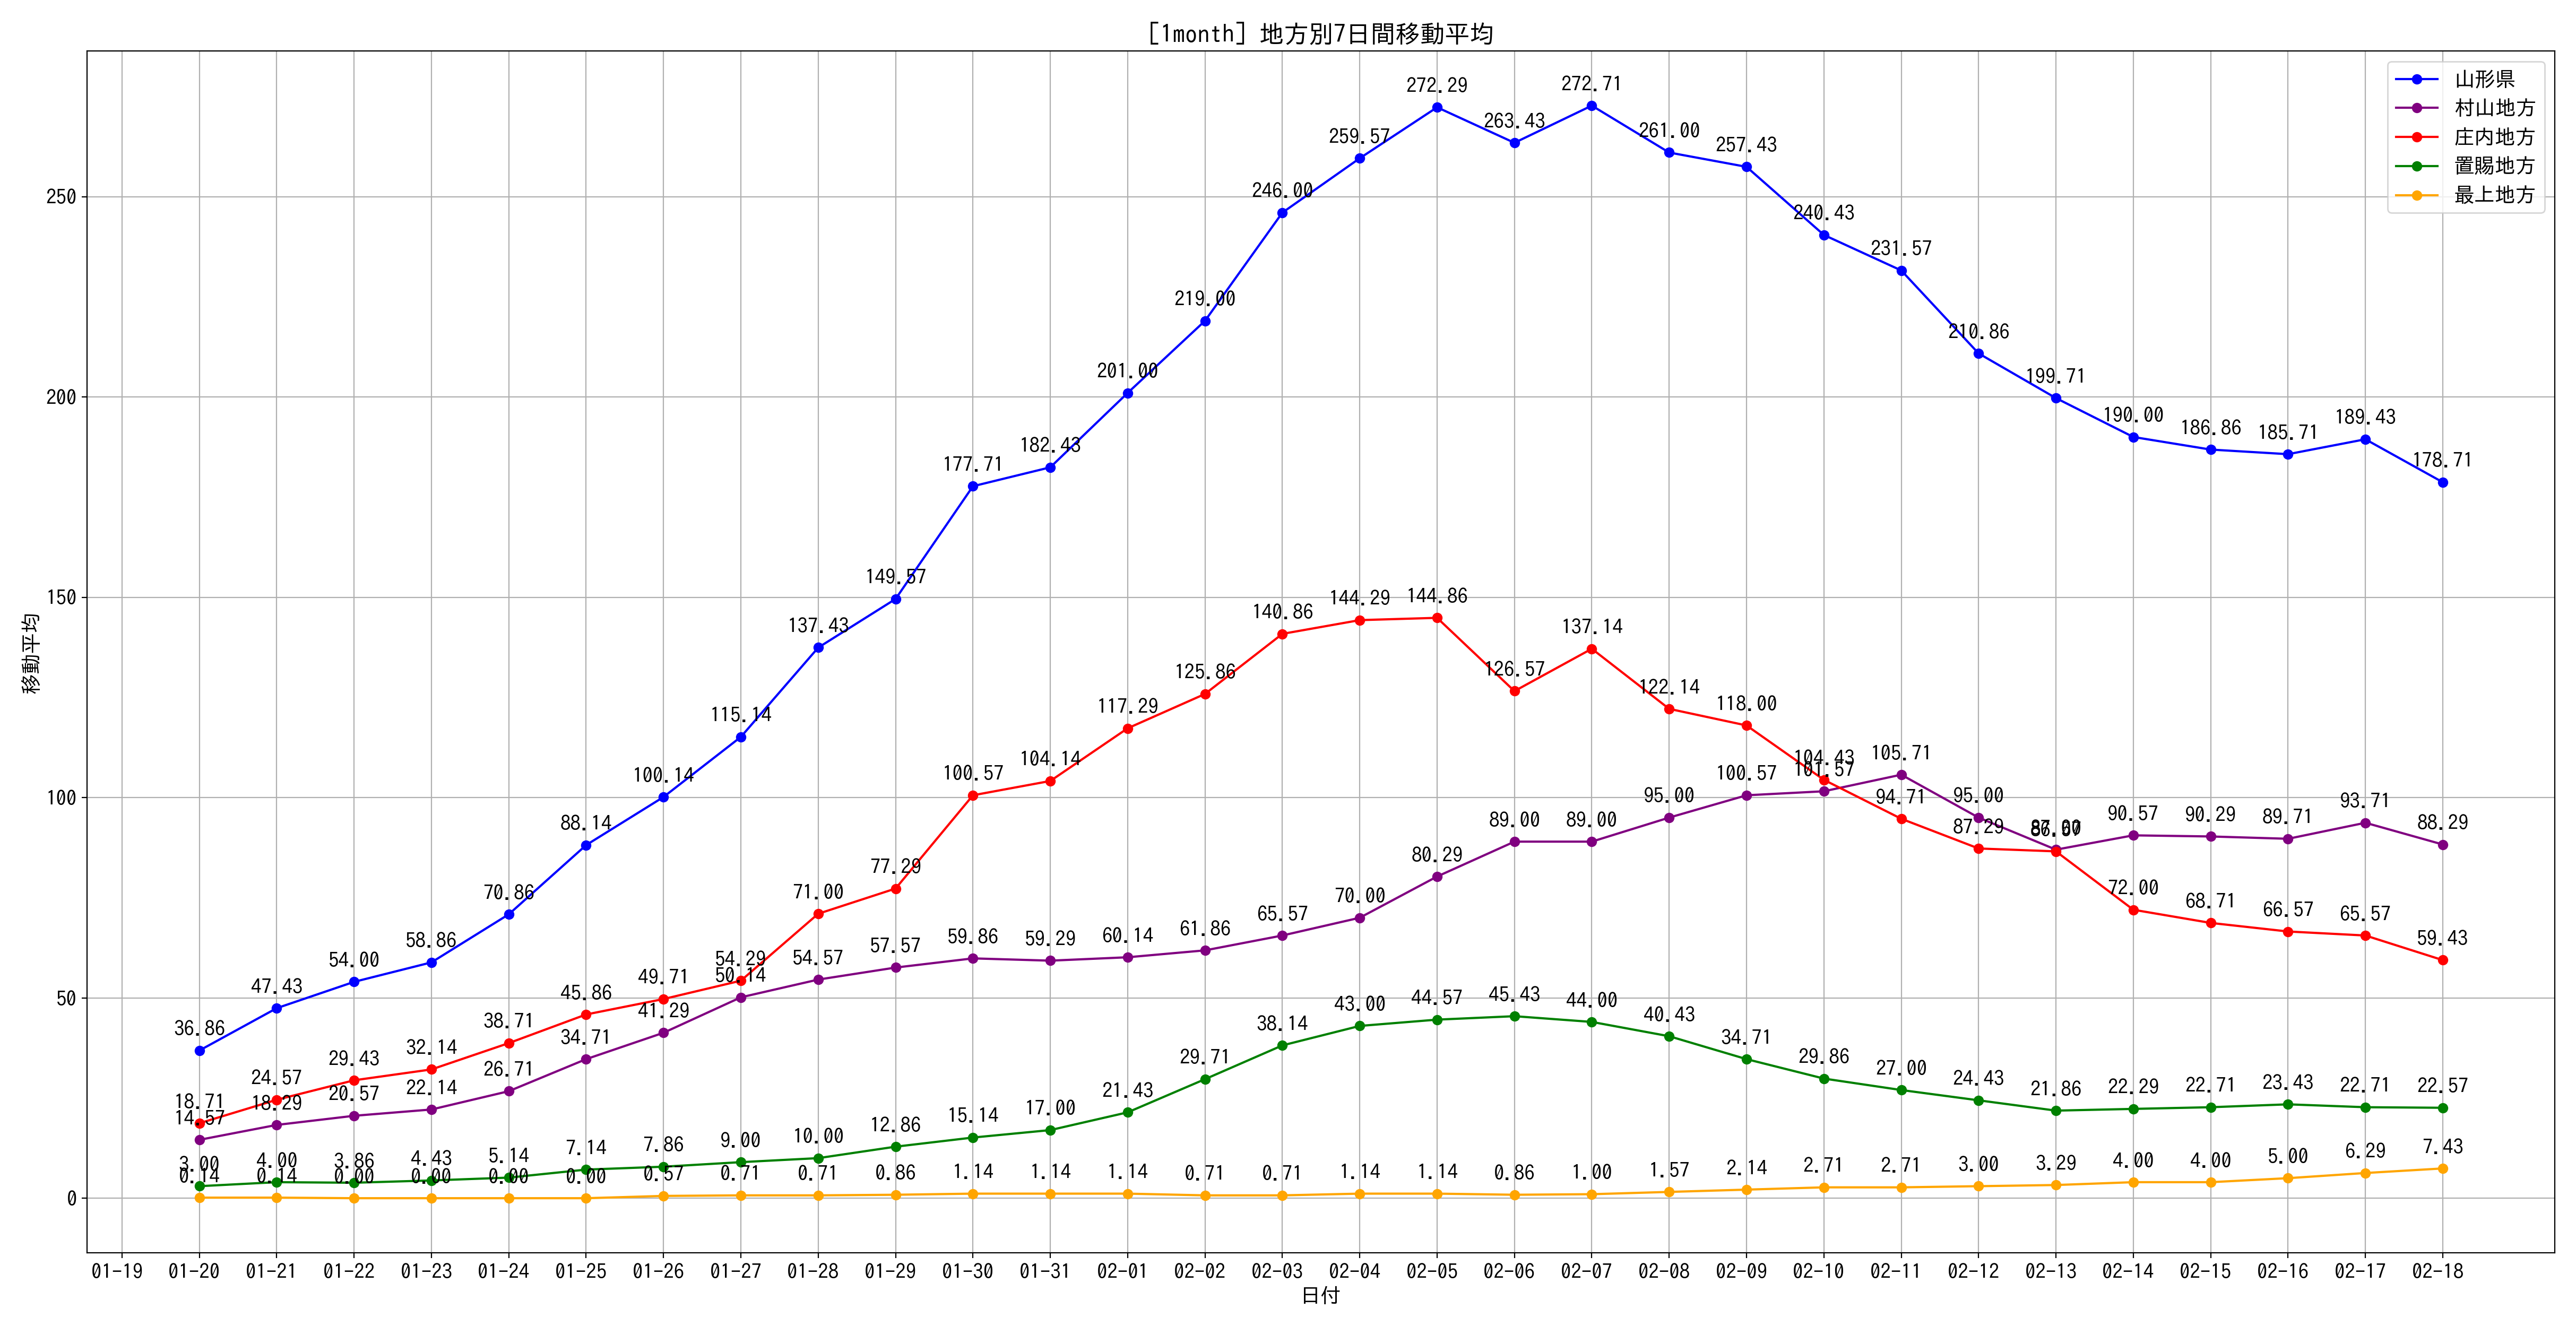 [1month] 地方別7日間移動平均
山形県
村山地方
庄内地方
置賜地方
最上地方
移動平均
250
200
150
100
50
0
36.86 47.43 54.00 58.86 70.86 88.14 100.14 115.14 137.43 149.57 177.71 182.43 201.00 219.00 246.00 259.57 272.29 263.43 272.71 261.00 257.43 240.43 231.57 210.86 199.71 190.00 186.86 185.71 189.43 178.71
18.71 24.57 29.43 32.14 38.71 45.86 49.71 54.29 71.00 77.29 100.57 104.14 117.29 125.86 140.86 144.29 144.86 126.57 137.14 122.14 118.00 104.43 94.71 87.29 86.57 72.00 68.71 66.57 65.57 59.43
14.57 18.29 20.57 22.14 26.71 34.71 41.29 50.14 54.57 57.57 59.86 59.29 60.14 61.86 65.57 70.00 80.29 89.00 89.00 95.00 100.57 101.57 105.71 95.00 87.00 90.57 90.29 89.71 93.71 88.29
3.00 4.00 3.86 4.43 5.14 7.14 7.86 9.00 10.00 12.86 15.14 17.00 21.43 29.71 38.14 43.00 44.57 45.43 44.00 40.43 34.71 29.86 27.00 24.43 21.86 22.29 22.71 23.43 22.71 22.57
0.14 0.14 0.00 0.00 0.00 0.00 0.57 0.71 0.71 0.86 1.14 1.14 1.14 0.71 0.71 1.14 1.14 0.86 1.00 1.57 2.14 2.71 2.71 3.00 3.29 4.00 4.00 5.00 6.29 7.43
01-19 01-20 01-21 01-22 01-23 01-24 01-25 01-26 01-27 01-28 01-29 01-30 01-31 02-01 02-02 02-03 02-04 02-05 02-06 02-07 02-08 02-09 02-10 02-11 02-12 02-13 02-14 02-15 02-16 02-17 02-18
日付